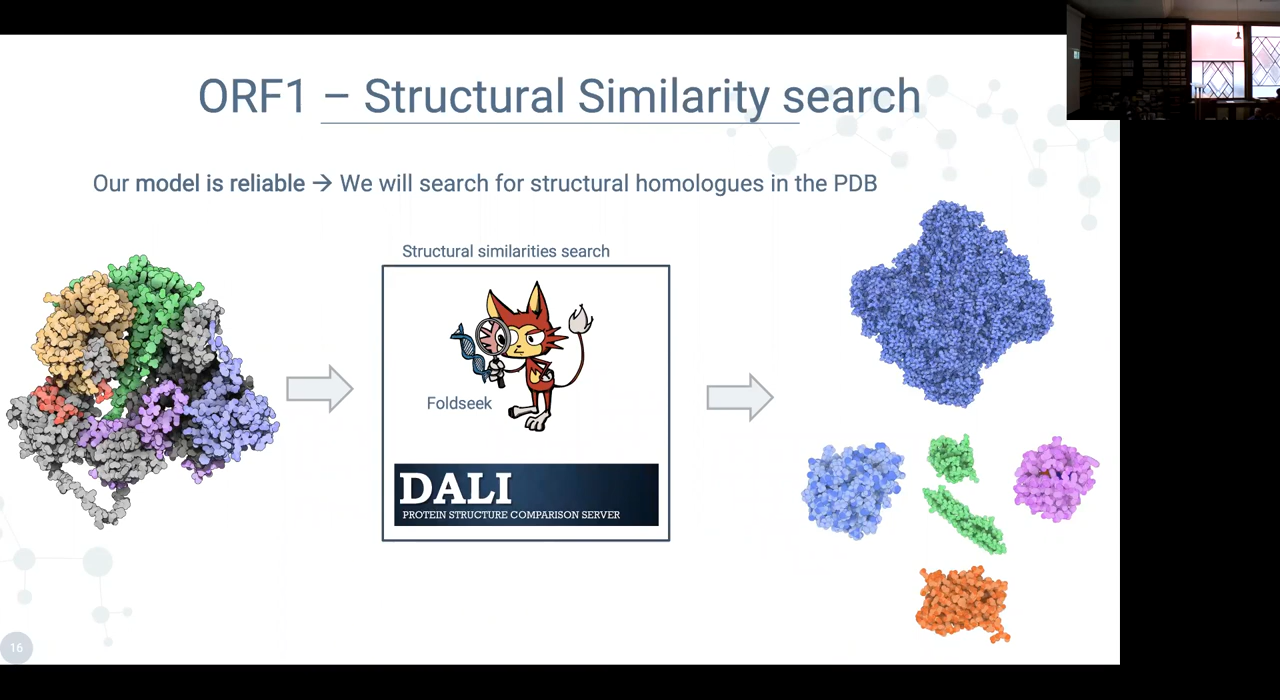 ORF1 – Structural Similarity search
Our model is reliable → We will search for structural homologues in the PDB
Structural similarities search
Foldseek
DALI
PROTEIN STRUCTURE COMPARISON SERVER
16